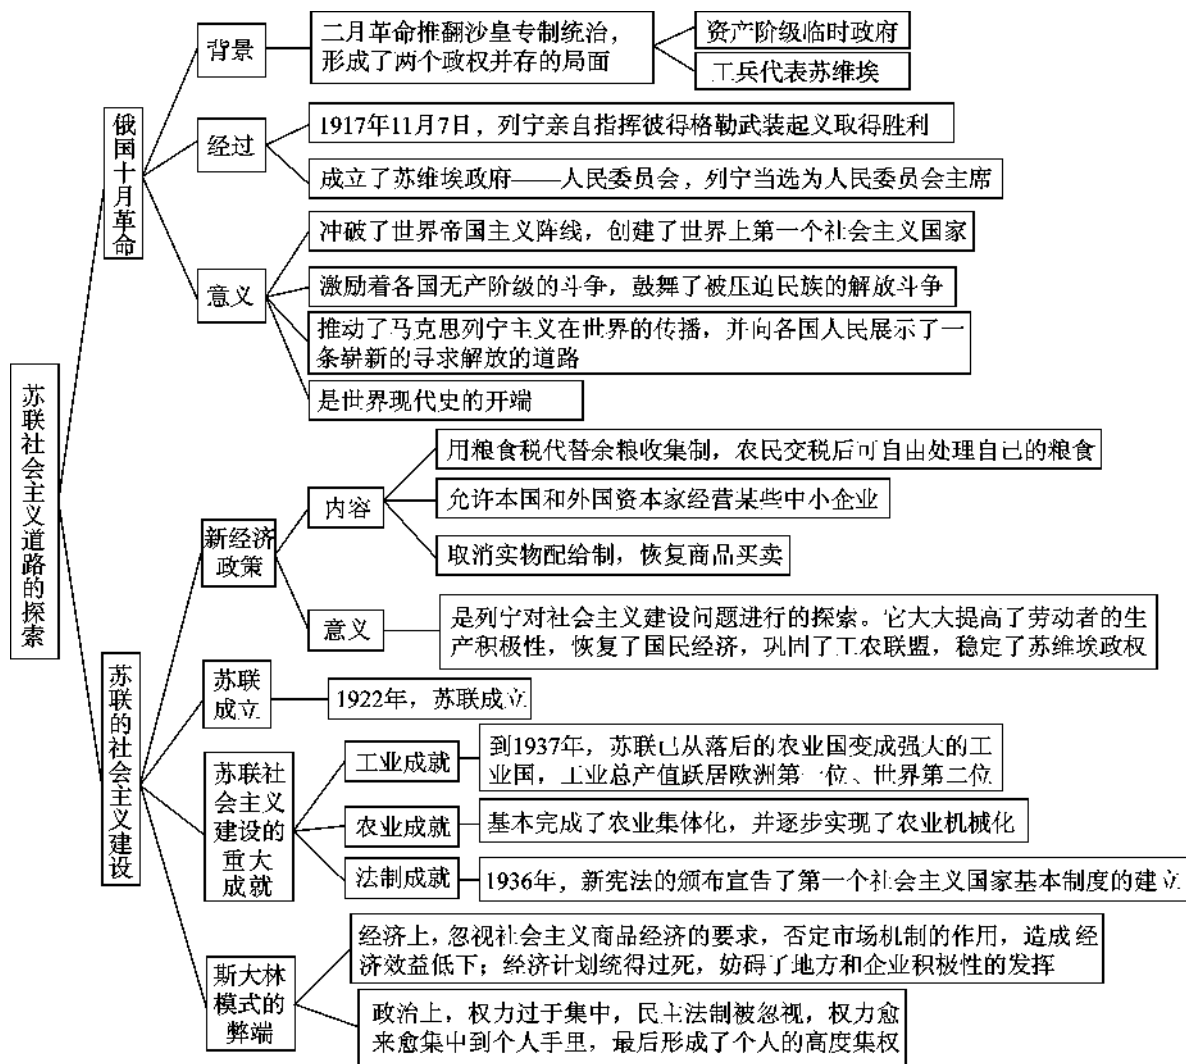 苏联社会主义道路的探索
俄国十月革命
背景
二月革命推翻沙皇专制统治，
形成了两个政权并存的局面
资产阶级临时政府
工兵代表苏维埃
经过
1917年11月7日，列宁亲自指挥彼得格勒武装起义取得胜利
成立了苏维埃政府——人民委员会，列宁当选为人民委员会主席
意义
冲破了世界帝国主义阵线，创建了世界上第一个社会主义国家
激励着各国无产阶级的斗争，鼓舞了被压迫民族的解放斗争
推动了马克思列宁主义在世界的传播，并向各国人民展示了一
条崭新的寻求解放的道路
是世界现代史的开端
苏联的社会主义建设
新经济
政策
内容
用粮食税代替余粮收集制，农民交税后可自由处理自己的粮食
允许本国和外国资本家经营某些中小企业
取消实物配给制，恢复商品买卖
意义
是列宁对社会主义建设问题进行的探索。它大大提高了劳动者的生
产积极性，恢复了国民经济，巩固了工农联盟，稳定了苏维埃政权
苏联
成立
1922年，苏联成立
苏联社
会主义
建设的
重大
成就
工业成就
到1937年，苏联已从落后的农业国变成强大的工
业国，工业总产值跃居欧洲第一位、世界第二位
农业成就
基本完成了农业集体化，并逐步实现了农业机械化
法制成就
1936年，新宪法的颁布宣告了第一个社会主义国家基本制度的建立
斯大林
模式的
弊端
经济上，忽视社会主义商品经济的要求，否定市场机制的作用，造成经
济效益低下；经济计划统得过死，妨碍了地方和企业积极性的发挥
政治上，权力过于集中，民主法制被忽视，权力愈
来愈集中到个人手里，最后形成了个人的高度集权